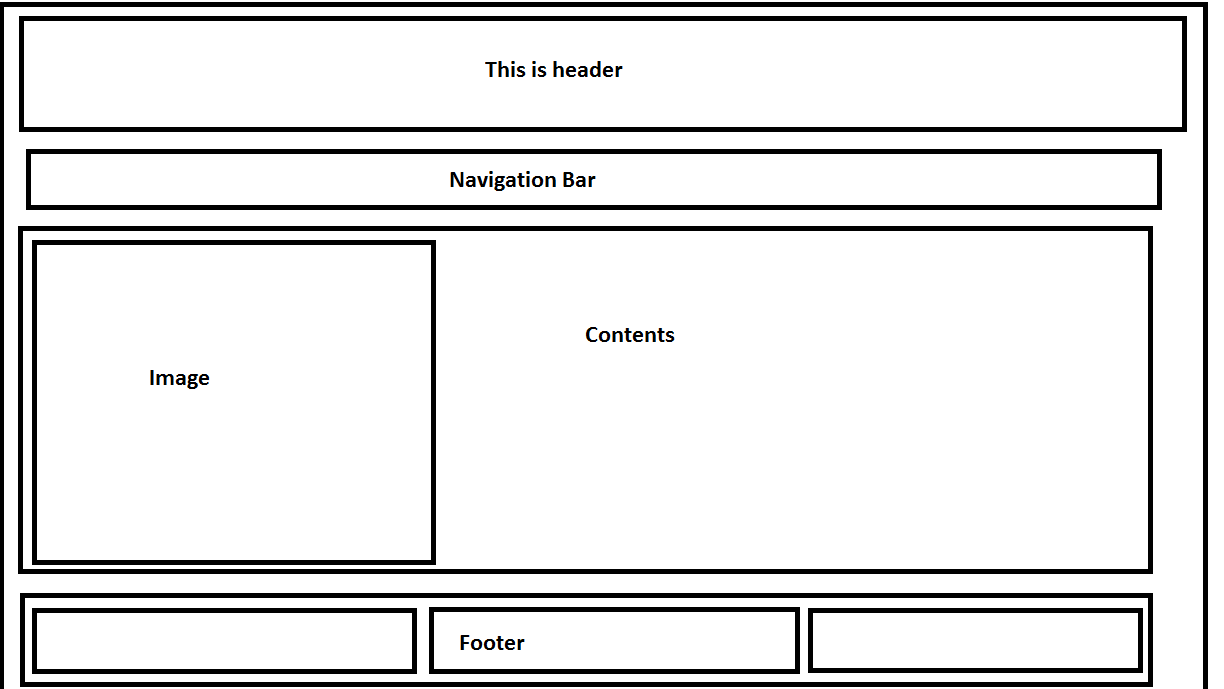 This is header
Navigation Bar
Contents
Image
Footer